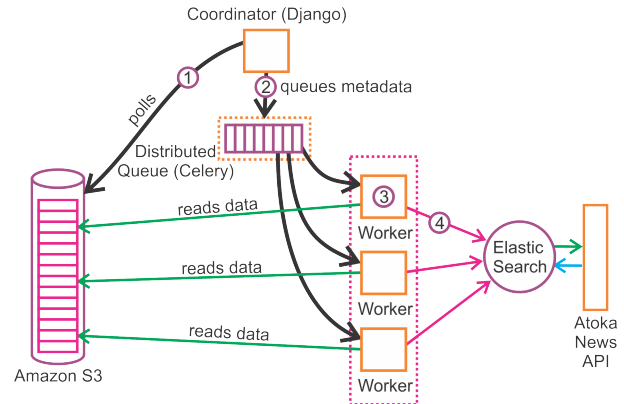 Coordinator (Django)
1
polls
2
queues metadata
Distributed
Queue (Celery)
3
reads data
Worker
4
Elastic
Search
reads data
Worker
reads data
Worker
Amazon S3
Atoka
News
API